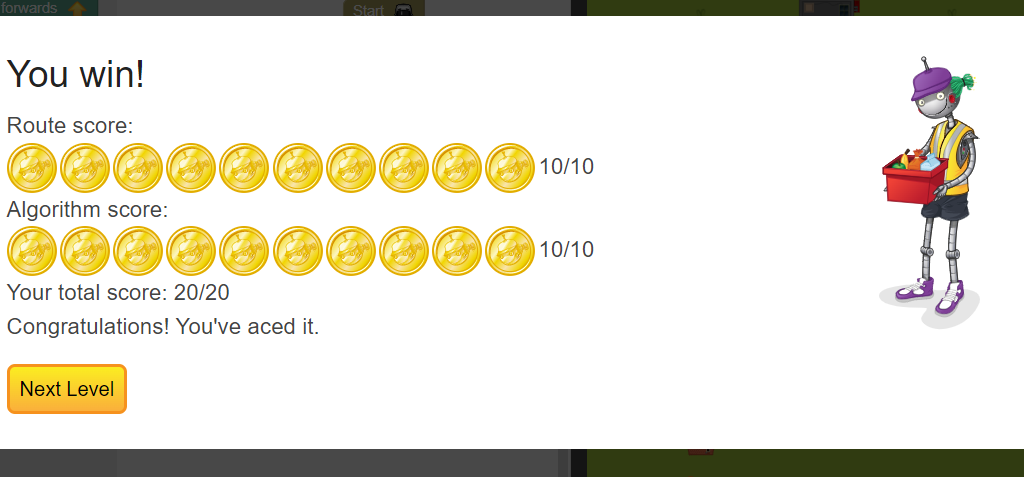 forwards
Start
You win!
Route score:
10/10
Algorithm score:
10/10
Your total score: 20/20
Congratulations! You've aced it.
Next Level